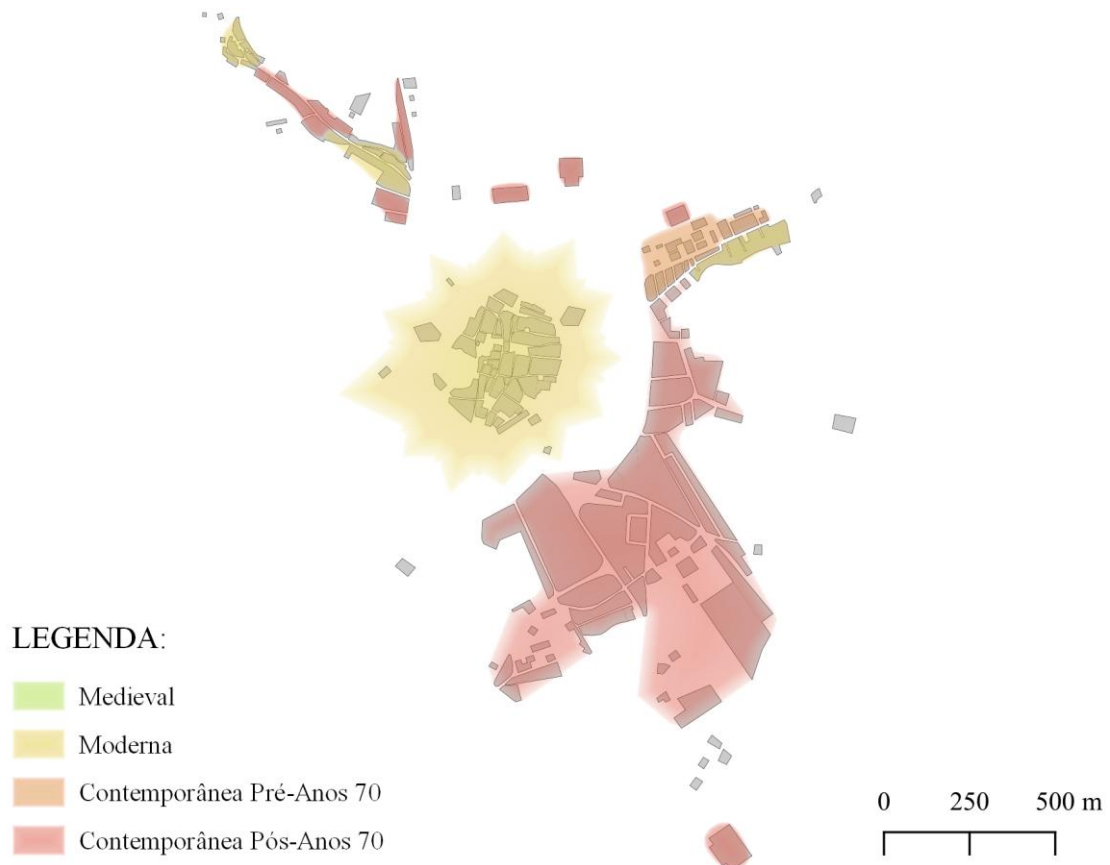 LEGENDA:
Medieval
Moderna
Contemporânea Pré-Anos 70
Contemporânea Pós-Anos 70
0 250 500 m